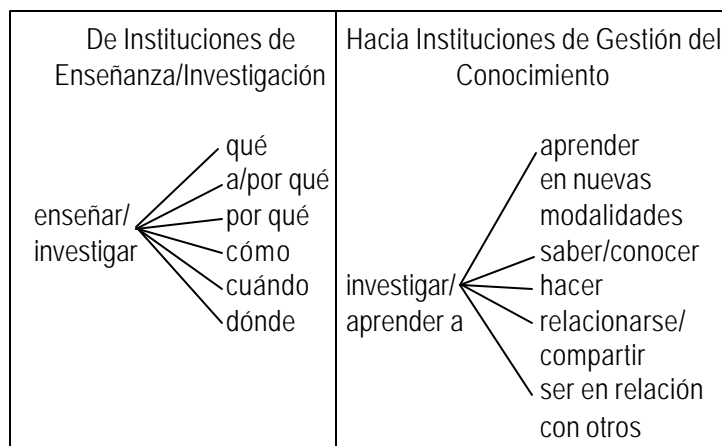 De Instituciones de
Enseñanza/Investigación
qué
a/por qué
enseñar/
por qué
investigar
cómo
cuándo
dónde
Hacia Instituciones de Gestión del
Conocimiento
aprender
en nuevas
modalidades
saber/conocer
investigar/
hacer
aprender a
relacionarse/
compartir
ser en relación
con otros